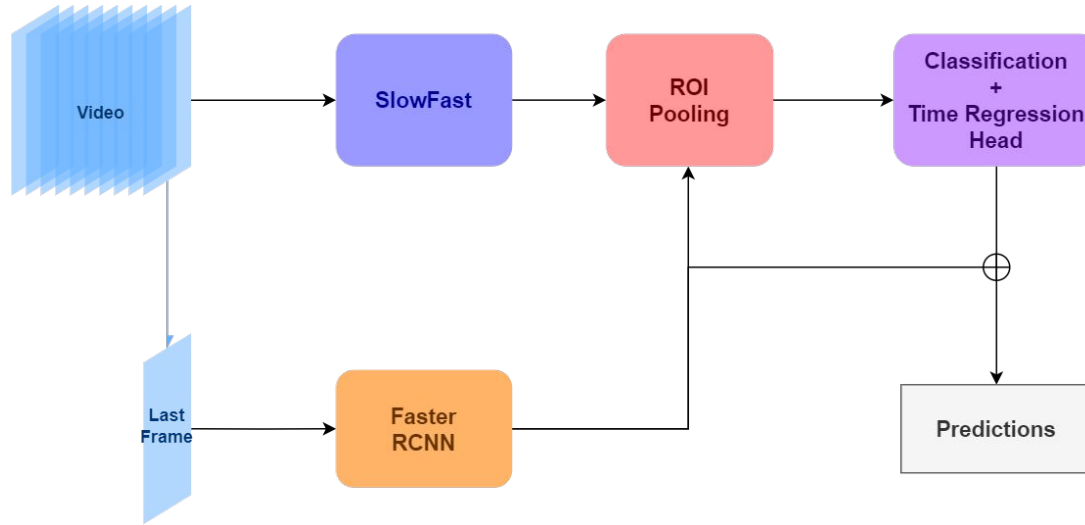 Video
SlowFast
ROI
Pooling
Classification
+
Time Regression
Head
Last
Frame
Faster
RCNN
Predictions